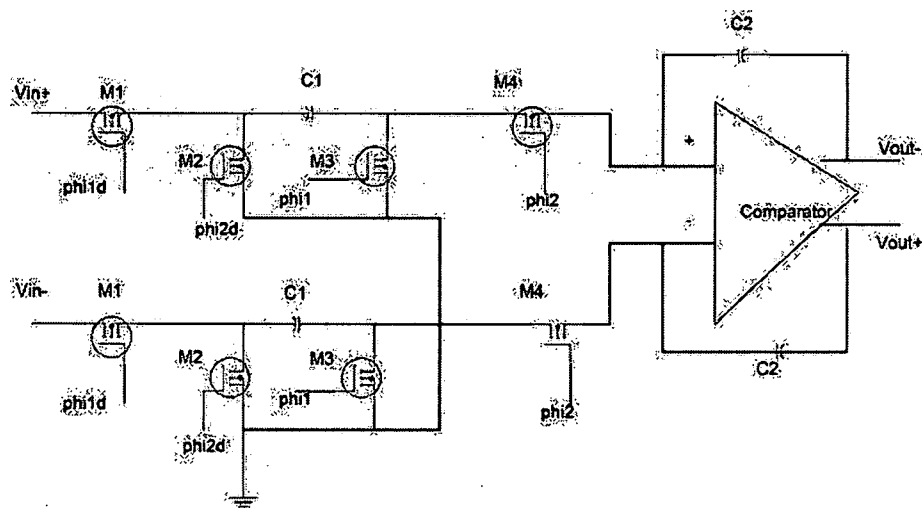 C2
C1
M4
Vin+
M1
+
M2
M3
Vout-
phi1d
phi1
phi2
Comparator
phi2d
Vout+
Vin-
M1
C1
M4
M2
M3
C2
phi1d
phi1
phi2
phi2d